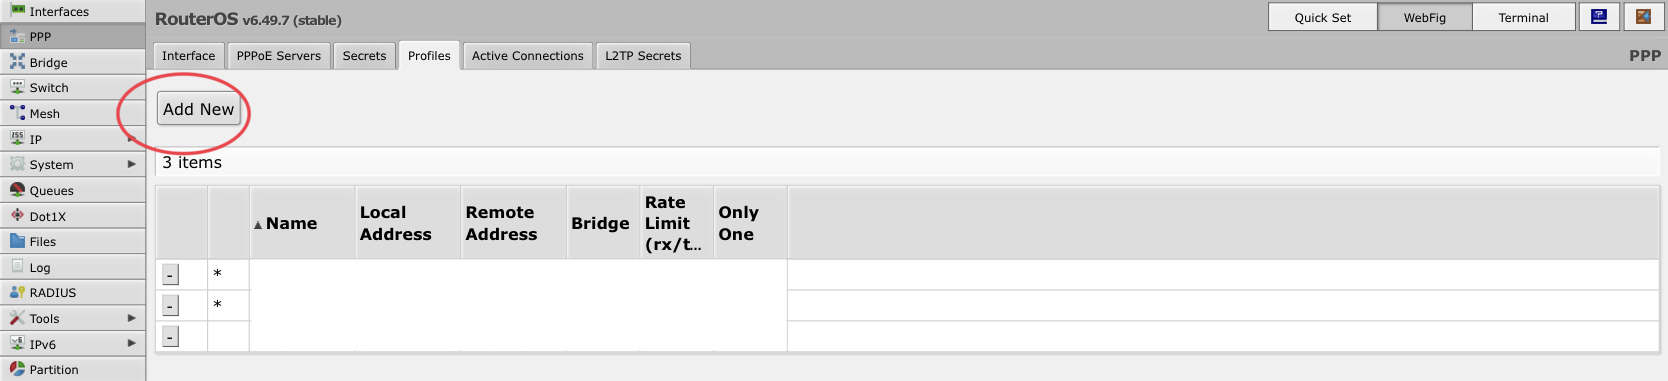 Interfaces
RouterOS v6.49.7 (stable)
Quick Set
WebFig
Terminal
PPP
Bridge
Switch
Mesh
IP
System
Queues
Dot1X
Files
Log
RADIUS
Tools
IPv6
Partition
Interface
PPPoE Servers
Secrets
Profiles
Active Connections
L2TP Secrets
PPP
Add New
3 items
▲ Name
Local
Address
Remote
Address
Bridge
Rate
Limit
(rx/t...
Only
One
- *
- *
-